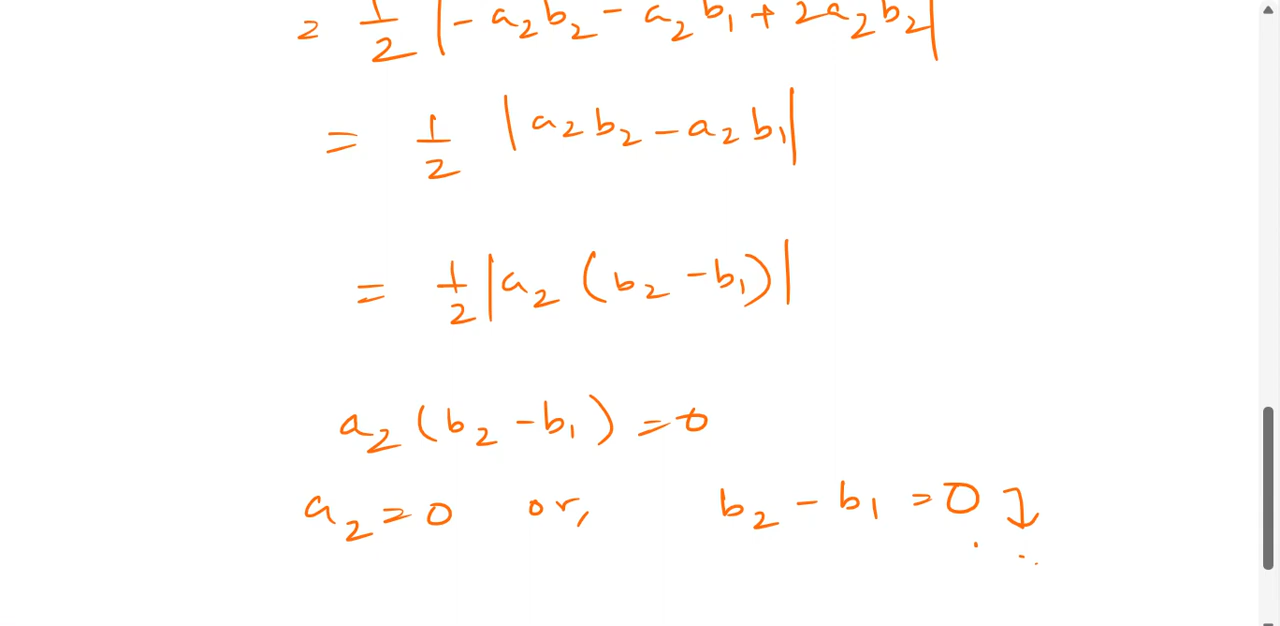 = 1/2 |- a₂b₂ - a₂b₁ + 2a₂b₂|
= 1/2 |a₂b₂ - a₂b₁|
= 1/2 |a₂ (b₂ - b₁)|
a₂ (b₂ - b₁) = 0
a₂ = 0 or, b₂ - b₁ = 0